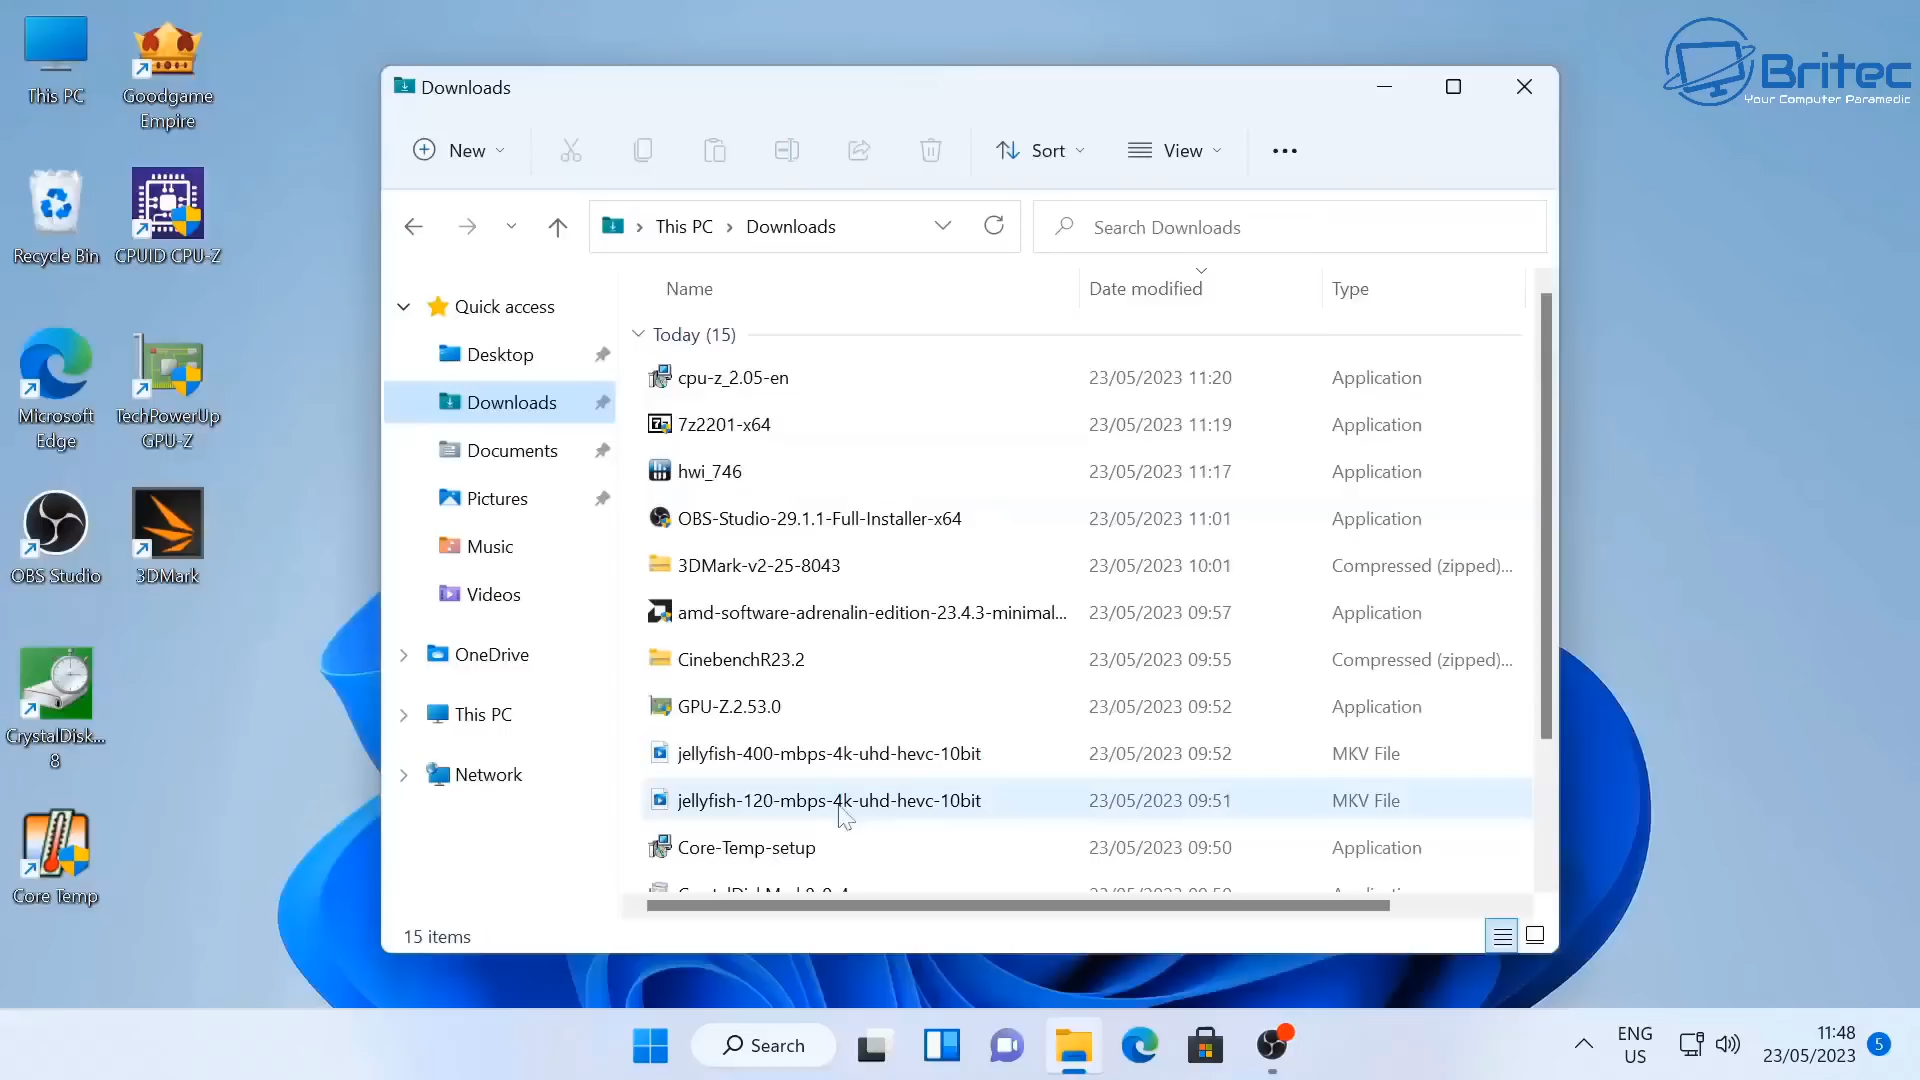 This PC
Goodgame
Empire
Recycle Bin
CPUID CPU-Z
Microsoft
Edge
TechPowerUp
GPU-Z
OBS Studio
3DMark
CrystalDisk...
8
Core Temp
Britec
Your Computer Paramedic
Downloads
New
Sort
View
This PC
Downloads
Search Downloads
Quick access
Desktop
Downloads
Documents
Pictures
Music
Videos
OneDrive
This PC
Network
Name Date modified Type
Today (15)
cpu-z_2.05-en 23/05/2023 11:20 Application
7z2201-x64 23/05/2023 11:19 Application
hwi_746 23/05/2023 11:17 Application
OBS-Studio-29.1.1-Full-Installer-x64 23/05/2023 11:01 Application
3DMark-v2-25-8043 23/05/2023 10:01 Compressed (zipped)...
amd-software-adrenalin-edition-23.4.3-minimal... 23/05/2023 09:57 Application
CinebenchR23.2 23/05/2023 09:55 Compressed (zipped)...
GPU-Z.2.53.0 23/05/2023 09:52 Application
jellyfish-400-mbps-4k-uhd-hevc-10bit 23/05/2023 09:52 MKV File
jellyfish-120-mbps-4k-uhd-hevc-10bit 23/05/2023 09:51 MKV File
Core-Temp-setup 23/05/2023 09:50 Application
15 items
Search
ENG
US
11:48
23/05/2023
5